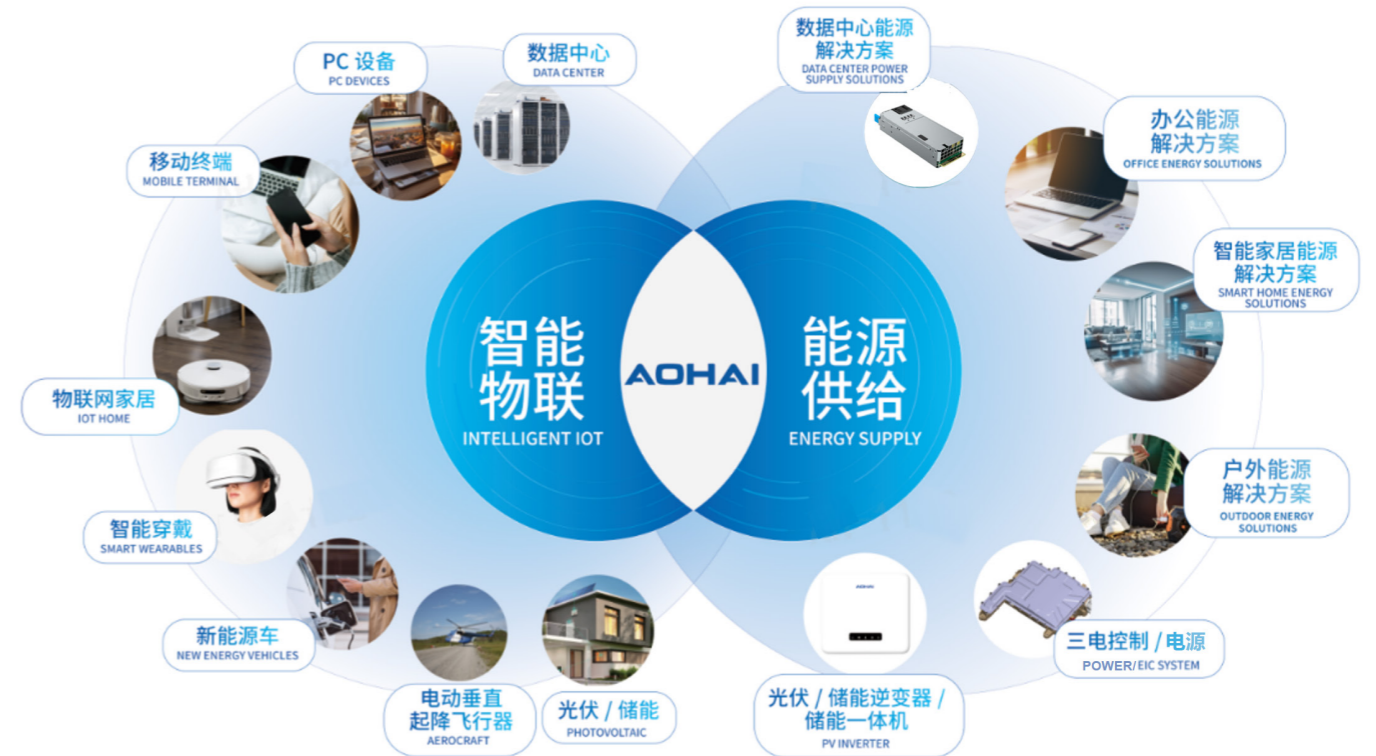 数据中心
DATA CENTER
PC 设备
PC DEVICES
移动终端
MOBILE TERMINAL
物联网家居
IOT HOME
智能穿戴
SMART WEARABLES
新能源车
NEW ENERGY VEHICLES
电动垂直
起降飞行器
AEROCRAFT
光伏 / 储能
PHOTOVOLTAIC
智能
物联
INTELLIGENT IOT
AOHAI
能源
供给
ENERGY SUPPLY
数据中心能源
解决方案
DATA CENTER POWER
SUPPLY SOLUTIONS
办公能源
解决方案
OFFICE ENERGY SOLUTIONS
智能家居能源
解决方案
SMART HOME ENERGY
SOLUTIONS
户外能源
解决方案
OUTDOOR ENERGY
SOLUTIONS
三电控制 / 电源
POWER/EIC SYSTEM
AOHAI
光伏 / 储能逆变器 /
储能一体机
PV INVERTER